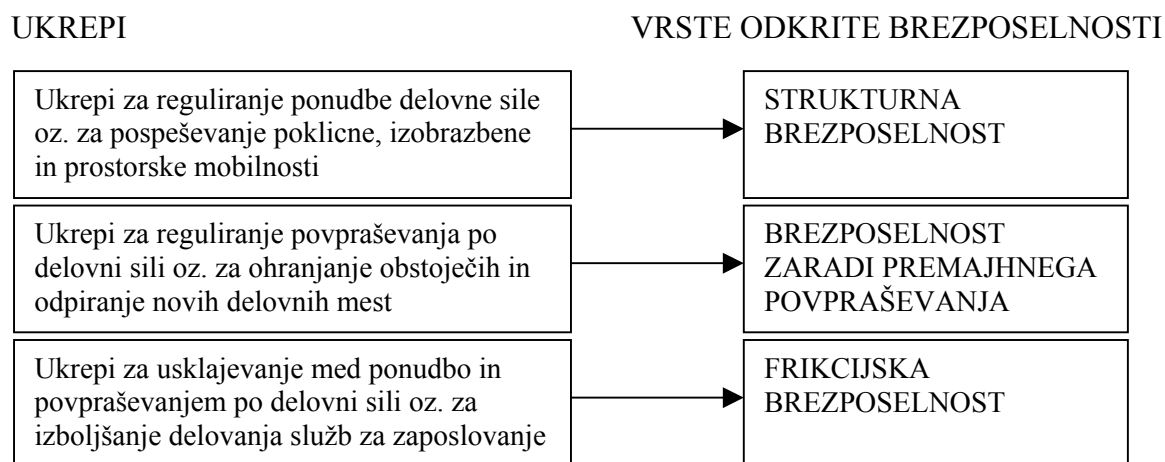 UKREPI
VRSTE ODKRITE BREZPOSELNOSTI
Ukrepi za reguliranje ponudbe delovne sile
oz. za pospeševanje poklicne, izobrazbene
in prostorske mobilnosti
STRUKTURNA
BREZPOSELNOST
Ukrepi za reguliranje povpraševanja po
delovni sili oz. za ohranjanje obstoječih in
odpiranje novih delovnih mest
BREZPOSELNOST
ZARADI PREMAJHNEGA
POVPRAŠEVANJA
Ukrepi za usklajevanje med ponudbo in
povpraševanjem po delovni sili oz. za
izboljšanje delovanja služb za zaposlovanje
FRIKCIJSKA
BREZPOSELNOST